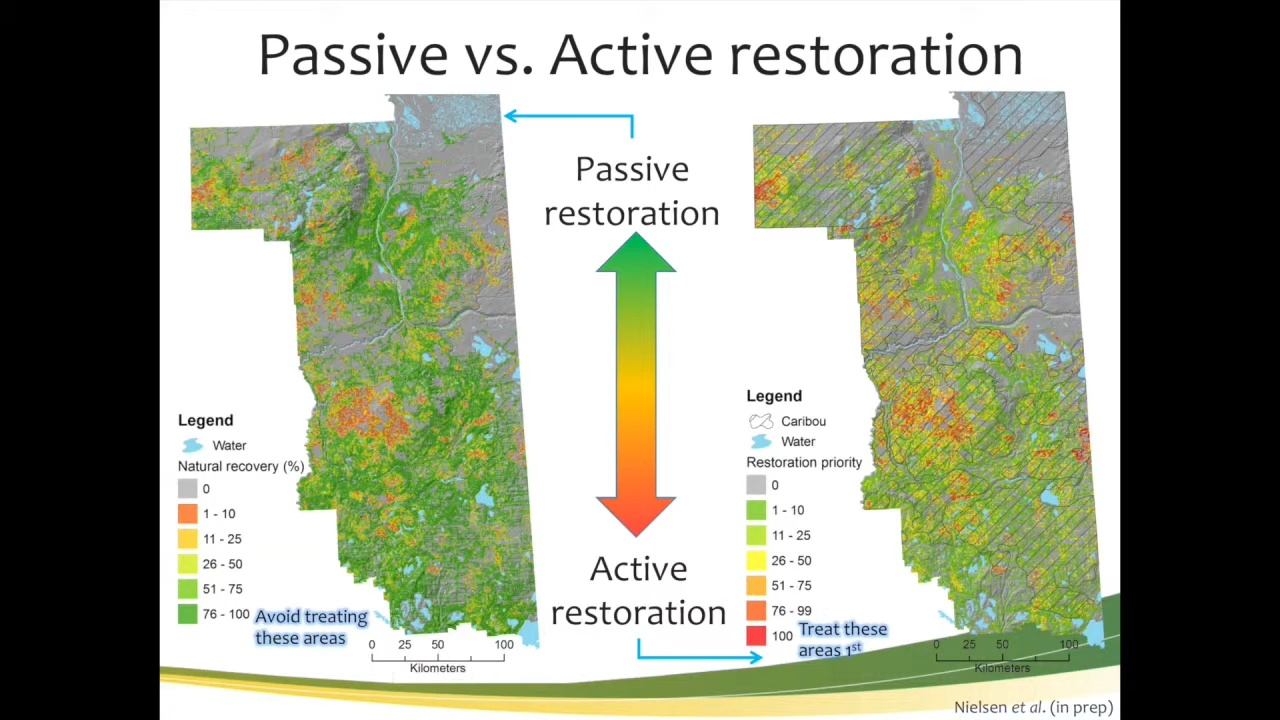 Passive vs. Active restoration
Passive
restoration
Active
restoration
Legend
Water
Natural recovery (%)
0
1 - 10
11 - 25
26 - 50
51 - 75
76 - 100
Avoid treating
these areas
0 25 50 100
Kilometers
Legend
Caribou
Water
Restoration priority
0
1 - 10
11 - 25
26 - 50
51 - 75
76 - 99
100
Treat these
areas 1st
0 25 50 100
Kilometers
Nielsen et al. (in prep)